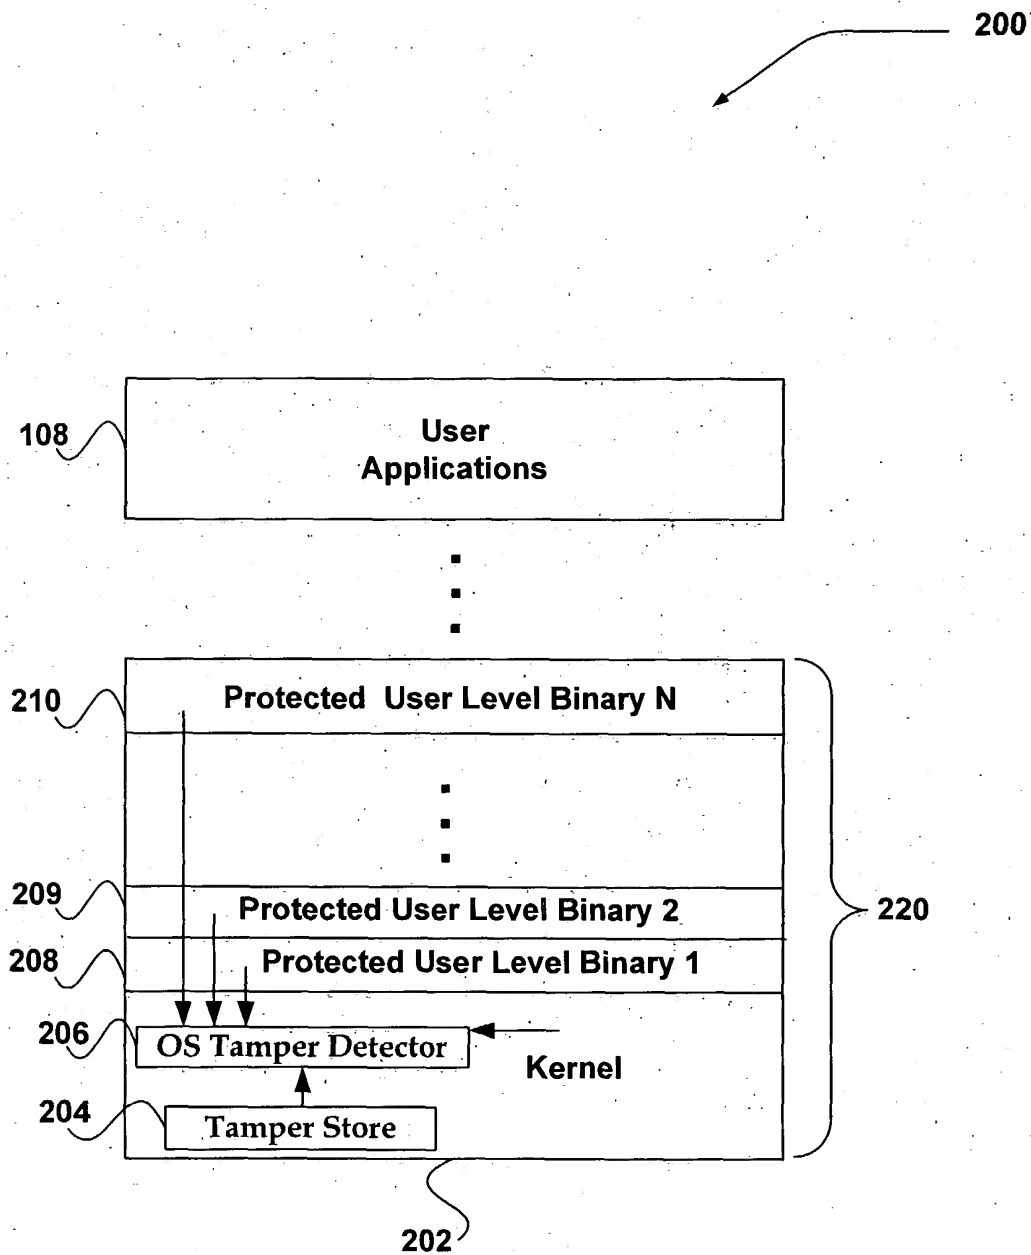 200
108
User
Applications
210
Protected User Level Binary N
209
Protected User Level Binary 2
220
208
Protected User Level Binary 1
206
OS Tamper Detector
Kernel
204
Tamper Store
202